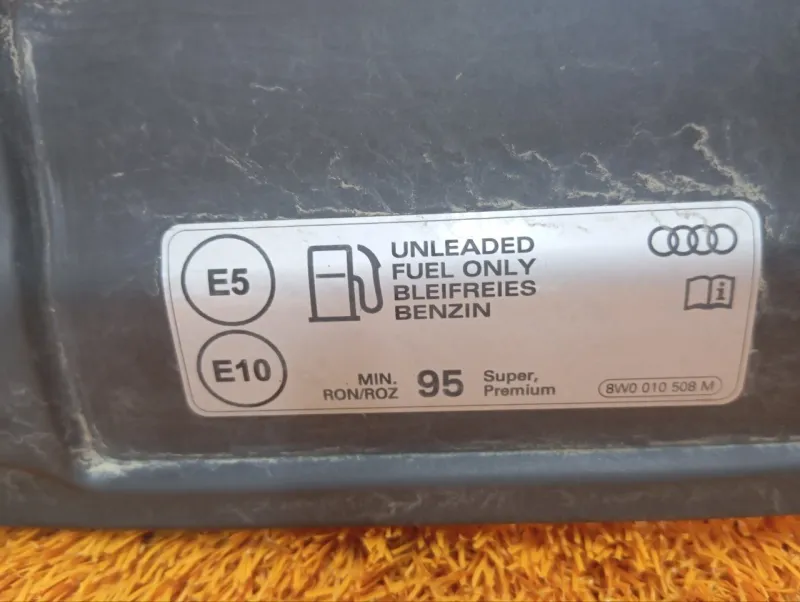 E5
E10
UNLEADED
FUEL ONLY
BLEIFREIES
BENZIN
MIN.
RON/ROZ
95
Super,
Premium
i
8W0 010 508 M